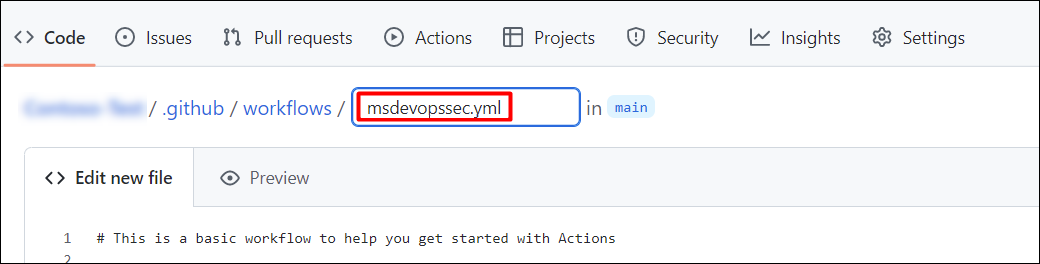 Code Issues Pull requests Actions Projects Security Insights Settings
/ .github / workflows / msdevopssec.yml in main
Edit new file Preview
1 # This is a basic workflow to help you get started with Actions
2